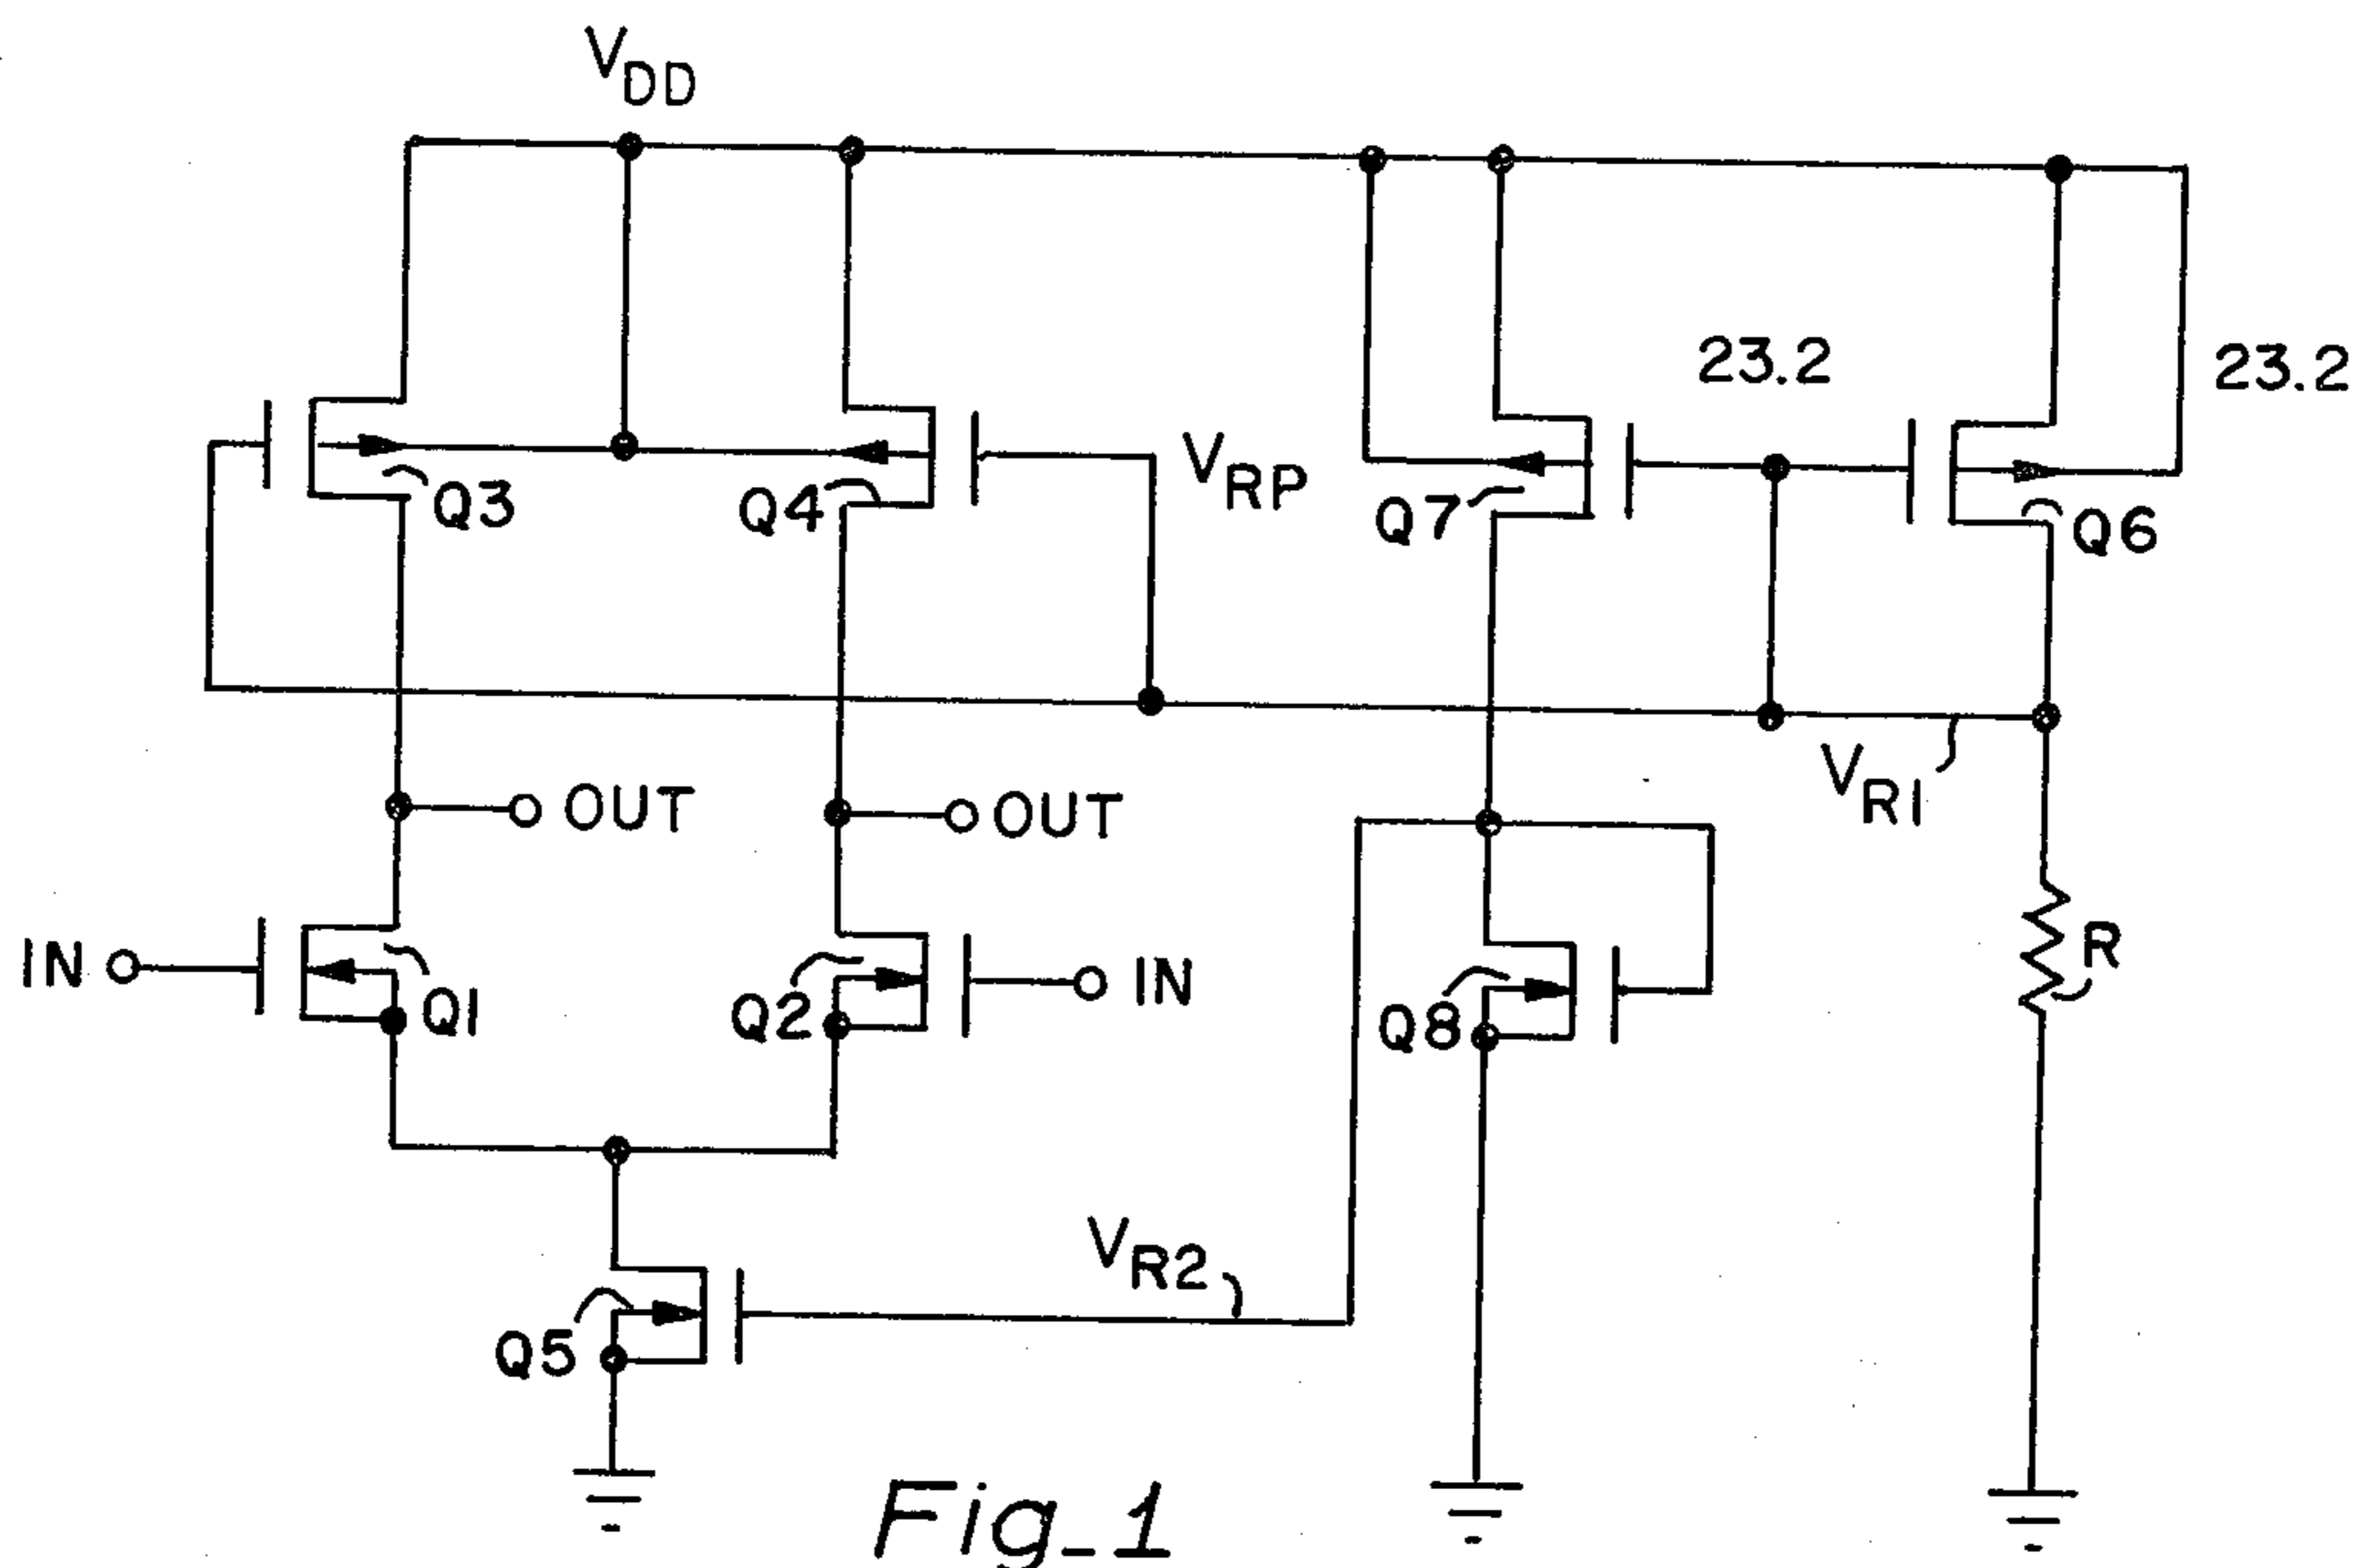 VDD
23.2
23.2
VRP
Q3
Q4
Q7
Q6
VR1
OUT
OUT
IN
Q1
Q2
IN
Q8
R
VR2
Q5
Fig_1